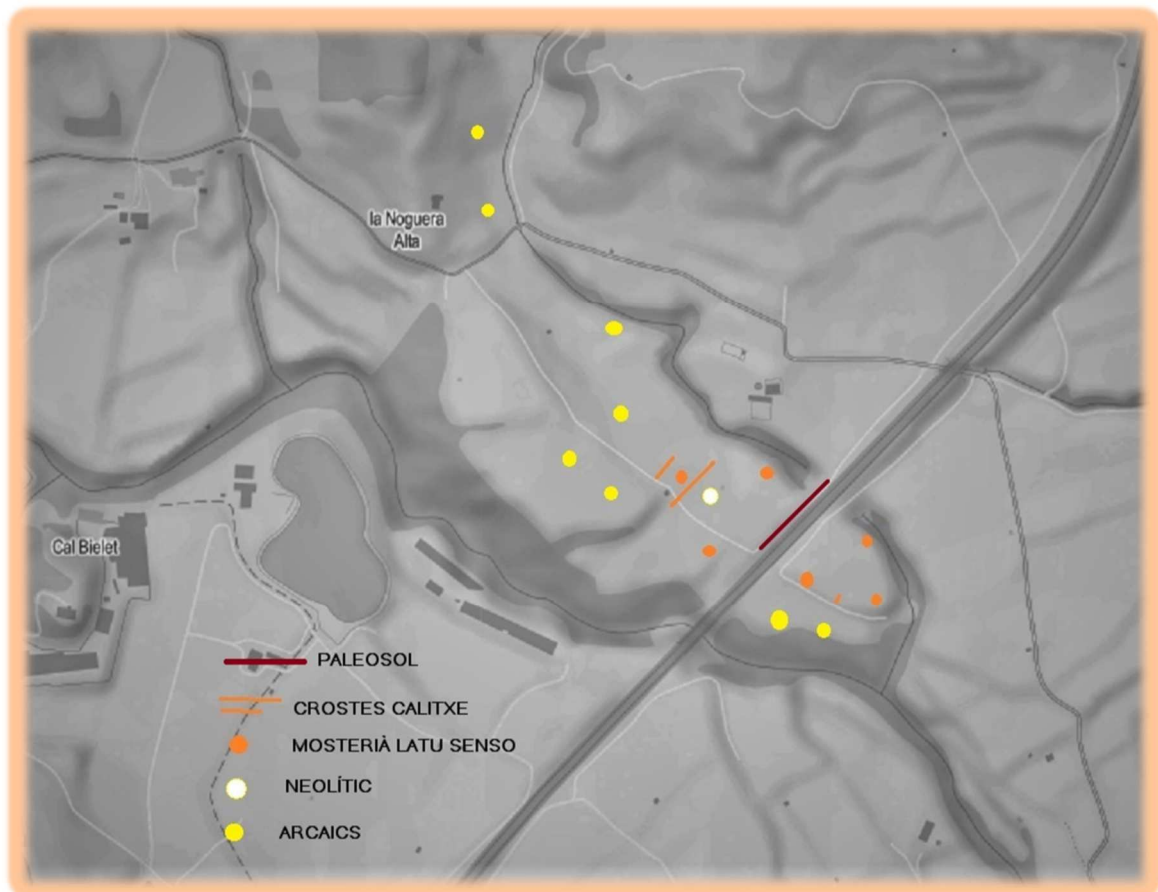 la Noguera
Alta
Cal Bielet
PALEOSOL
CROSTES CALITXE
MOSTERIÀ LATU SENSO
NEOLÍTIC
ARCAICS